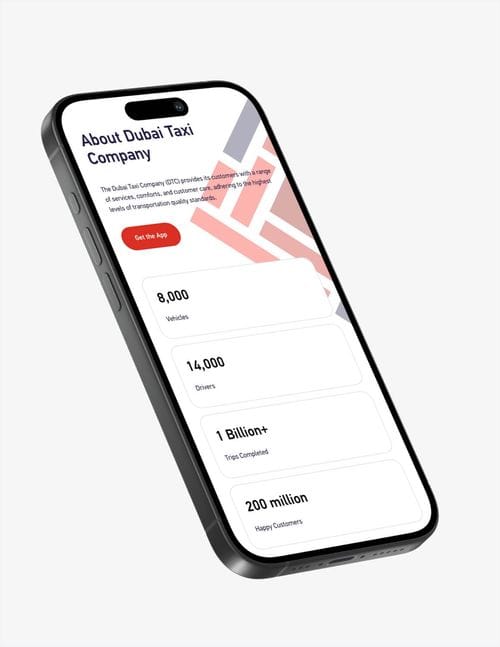 About Dubai Taxi
Company
The Dubai Taxi Company (DTC) provides its customers with a range
of services, comforts, and customer care, adhering to the highest
levels of transportation quality standards.
Get the App
8,000
Vehicles
14,000
Drivers
1 Billion+
Trips Completed
200 million
Happy Customers